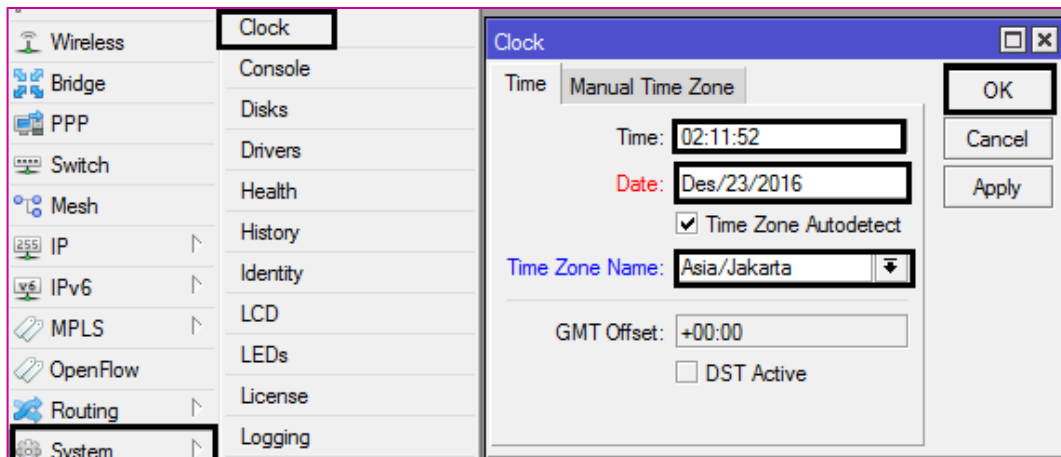 Wireless
Bridge
PPP
Switch
Mesh
255 IP
v6 IPv6
MPLS
OpenFlow
Routing
System
Clock
Console
Disks
Drivers
Health
History
Identity
LCD
LEDs
License
Logging
Clock
Time Manual Time Zone
Time: 02:11:52
Date: Des/23/2016
Time Zone Autodetect
Time Zone Name: Asia/Jakarta
GMT Offset: +00:00
DST Active
OK
Cancel
Apply